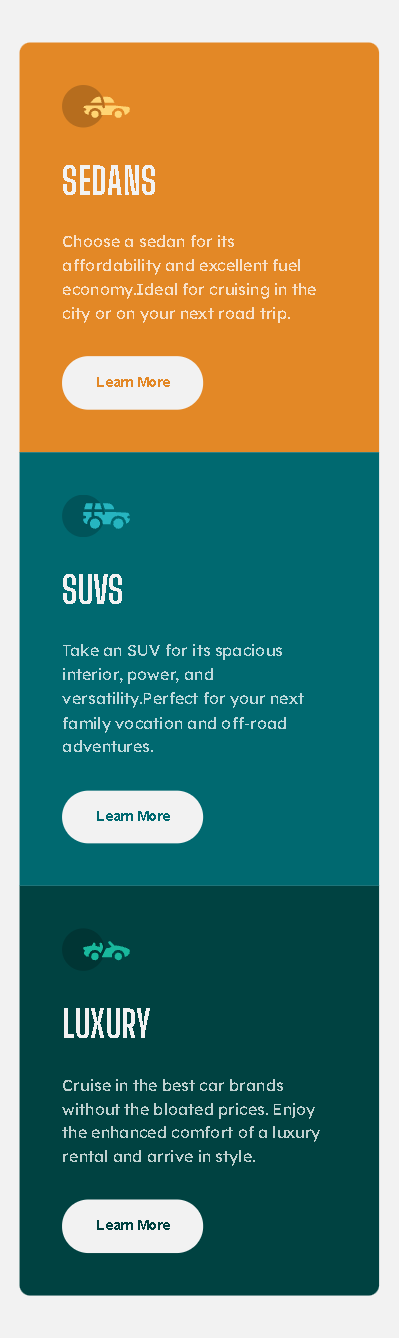 SEDANS
Choose a sedan for its
affordability and excellent fuel
economy.Ideal for cruising in the
city or on your next road trip.
Learn More
SUVS
Take an SUV for its spacious
interior, power, and
versatility.Perfect for your next
family vocation and off-road
adventures.
Learn More
LUXURY
Cruise in the best car brands
without the bloated prices. Enjoy
the enhanced comfort of a luxury
rental and arrive in style.
Learn More